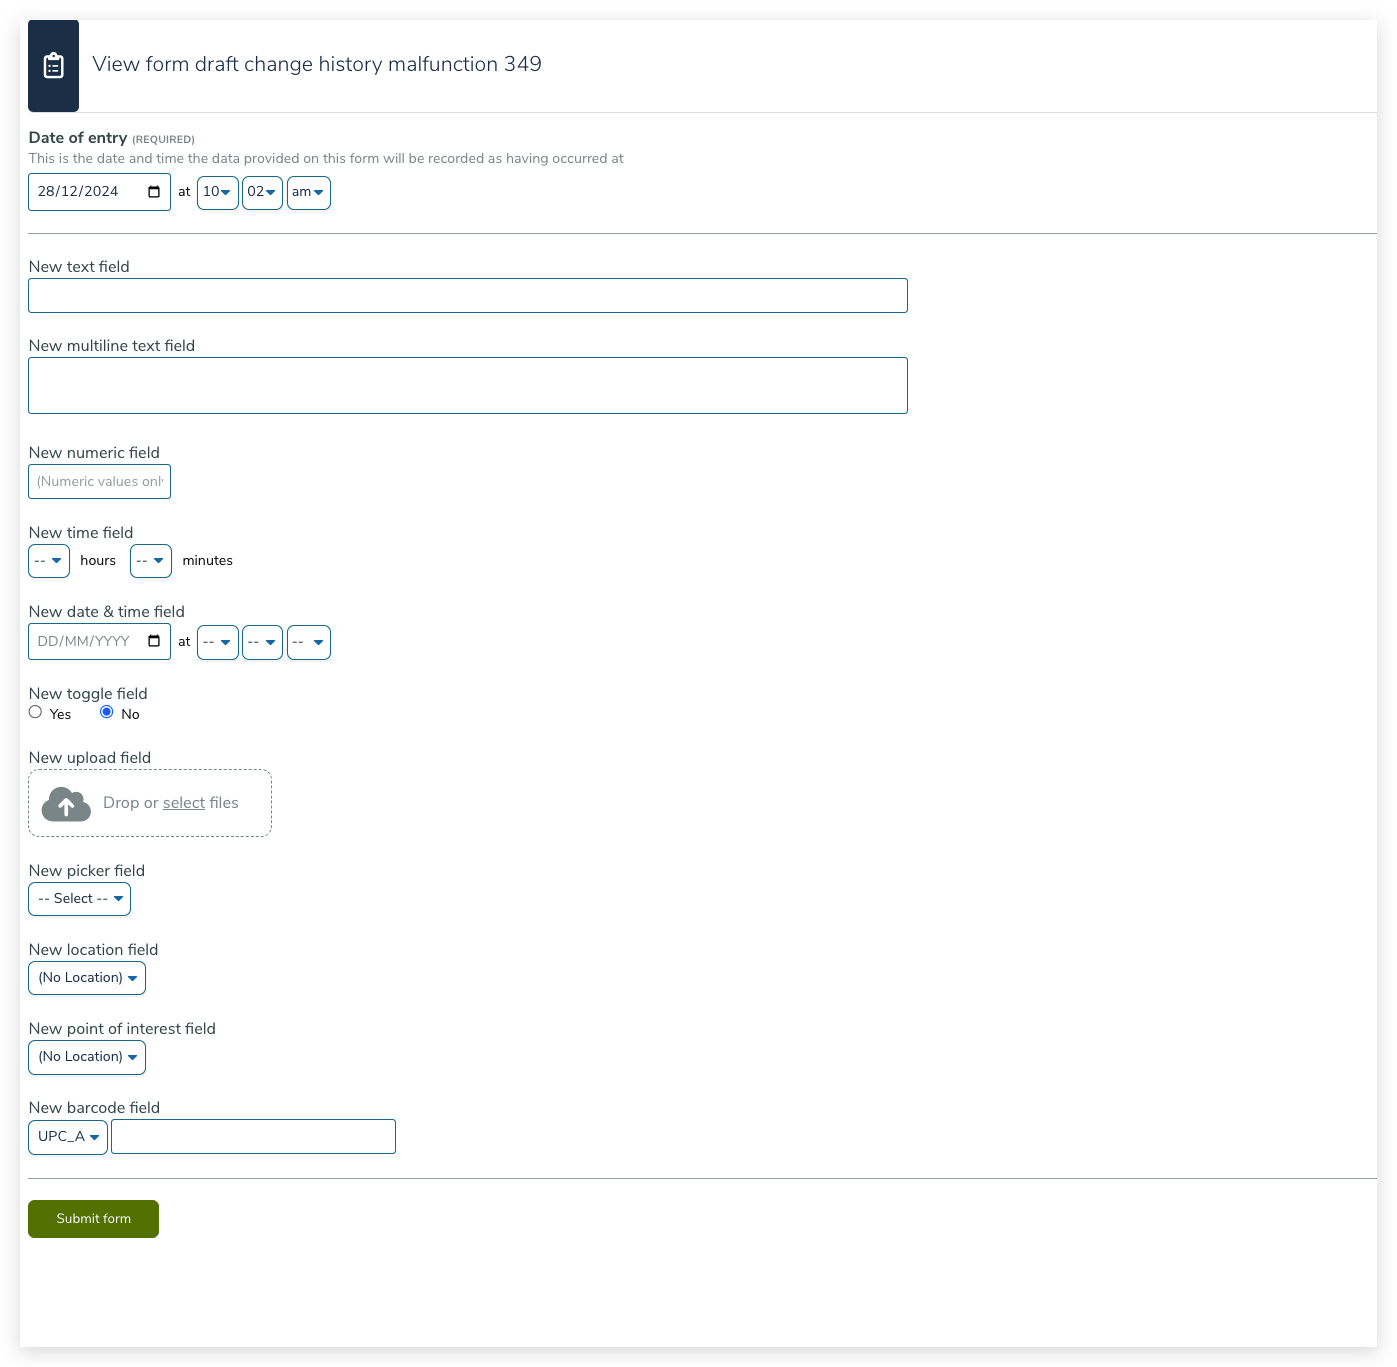 View form draft change history malfunction 349
Date of entry (REQUIRED)
This is the date and time the data provided on this form will be recorded as having occurred at
28/12/2024 at 10 02 am
New text field
New multiline text field
New numeric field
(Numeric values only
New time field
-- hours -- minutes
New date & time field
DD/MM/YYYY at -- -- --
New toggle field
Yes No
New upload field
Drop or select files
New picker field
-- Select --
New location field
(No Location)
New point of interest field
(No Location)
New barcode field
UPC_A
Submit form